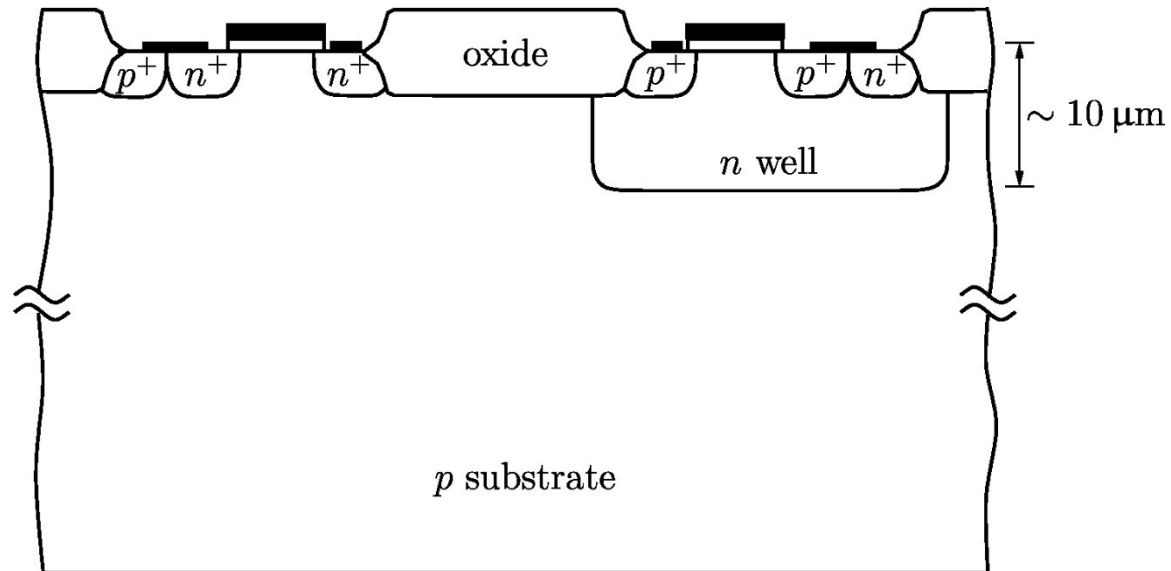 oxide
p⁺ n⁺ n⁺ p⁺ p⁺ n⁺
~ 10 μm
n well
p substrate